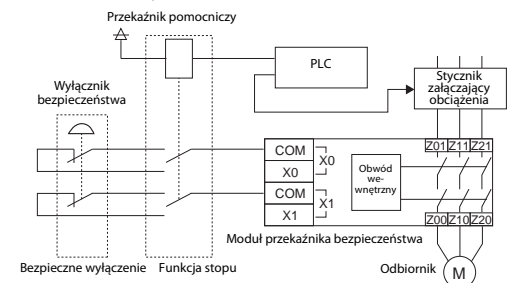 Przekaźnik pomocniczy
PLC
Stycznik
załączający
obciążenia
Wyłącznik
bezpieczeństwa
COM
X0
COM
X1
X0
X1
Obwód
we-
wnętrzny
Z01 Z11 Z21
Z00 Z10 Z20
Moduł przekaźnika bezpieczeństwa
Bezpieczne wyłączenie
Funkcja stopu
Odbiornik
M